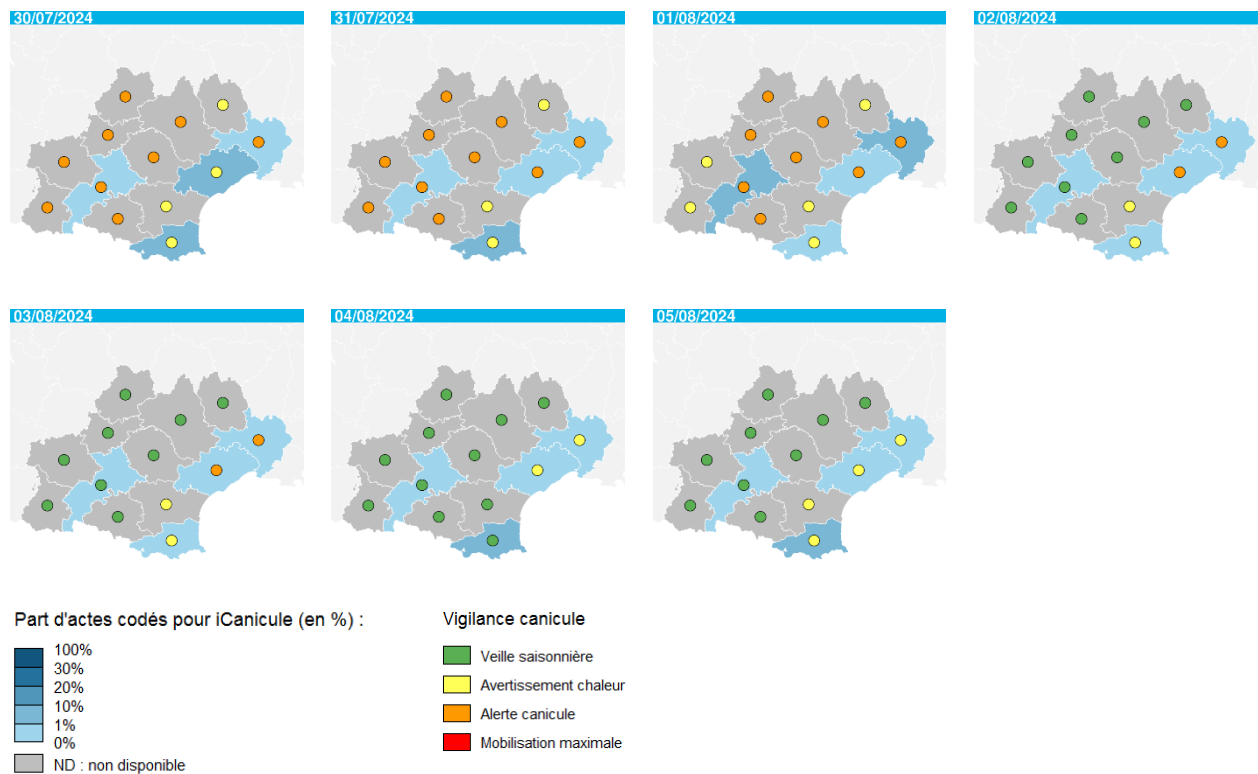 30/07/2024
31/07/2024
01/08/2024
02/08/2024
03/08/2024
04/08/2024
05/08/2024
Part d'actes codés pour iCanicule (en %) :
100%
30%
20%
10%
1%
0%
ND : non disponible
Vigilance canicule
Veille saisonnière
Avertissement chaleur
Alerte canicule
Mobilisation maximale